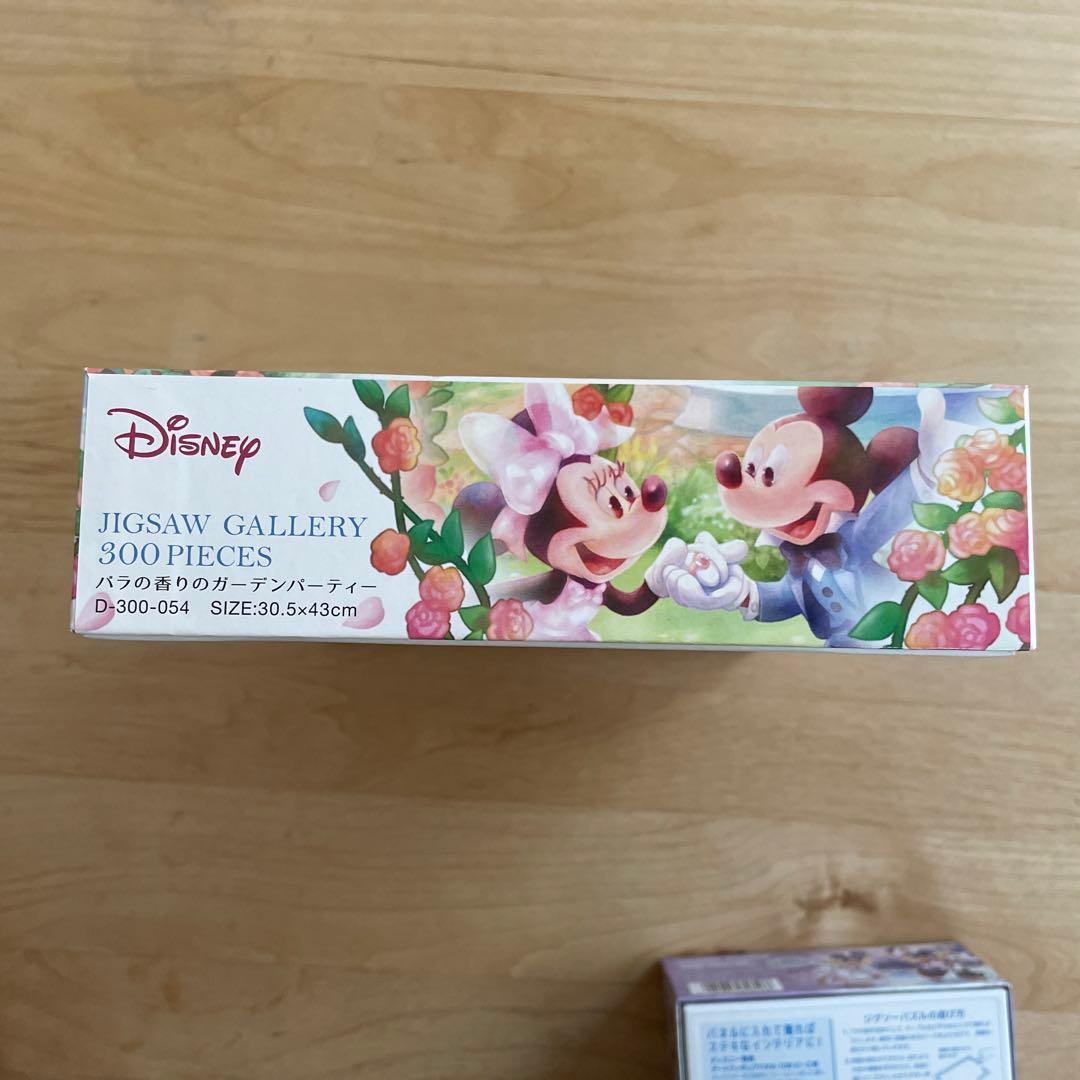 Disney
JIGSAW GALLERY
300 PIECES
バラの香りのガーデンパーティー
D-300-054 SIZE:30.5×43cm
パネルに入れて飾れば
ステキなインテリアに!
ジグソーパズルの遊び方